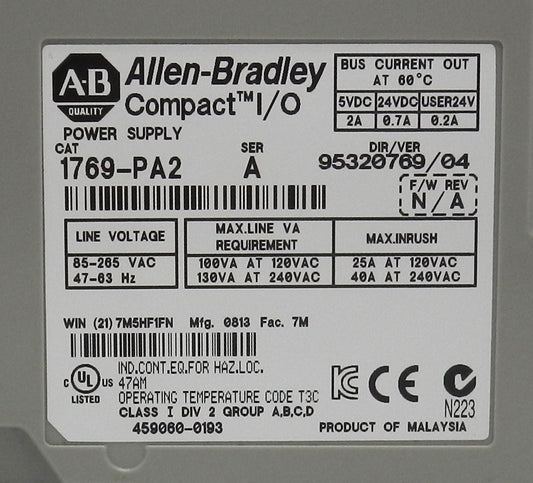 A-B
QUALITY
Allen-Bradley
Compact™ I/O
BUS CURRENT OUT
AT 60°C
5VDC 24VDC USER24V
2A 0.7A 0.2A
POWER SUPPLY
CAT SER DIR/VER
1769-PA2 A 95320769/04
F/W REV
N/A
LINE VOLTAGE
85-265 VAC
47-63 Hz
MAX.LINE VA
REQUIREMENT
100VA AT 120VAC
130VA AT 240VAC
MAX.INRUSH
25A AT 120VAC
40A AT 240VAC
WIN (21) 7M5HF1FN Mfg. 0813 Fac. 7M
C UL US
LISTED
IND.CONT.EQ.FOR HAZ.LOC.
47AM
OPERATING TEMPERATURE CODE T3C
CLASS I DIV 2 GROUP A,B,C,D
459060-0193
CE
N223
PRODUCT OF MALAYSIA